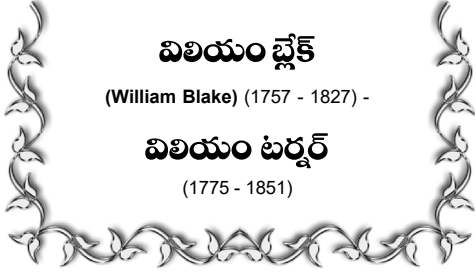 విలియం బ్లేక్
(William Blake) (1757 - 1827) -
విలియం టర్నర్
(1775 - 1851)